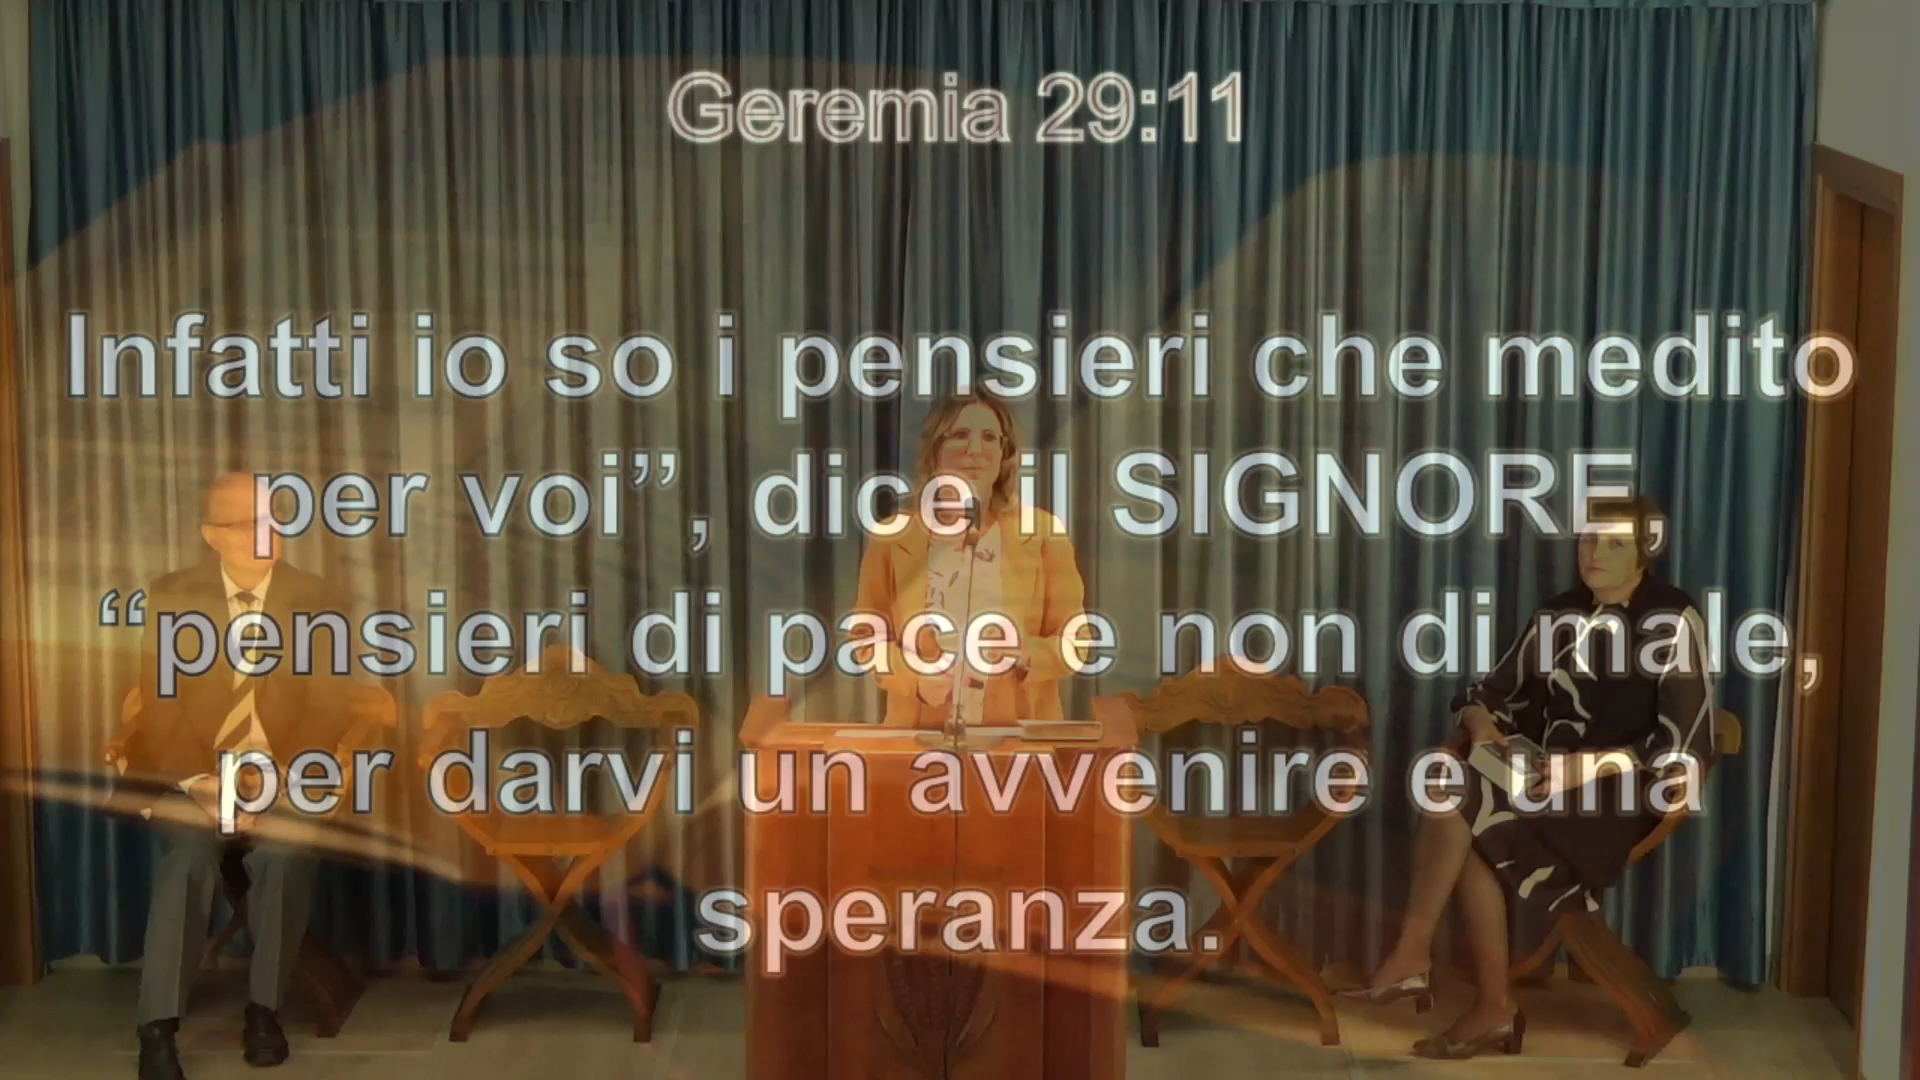 Geremia 29:11
Infatti io so i pensieri che medito
per voi”, dice il SIGNORE,
“pensieri di pace e non di male,
per darvi un avvenire e una
speranza.